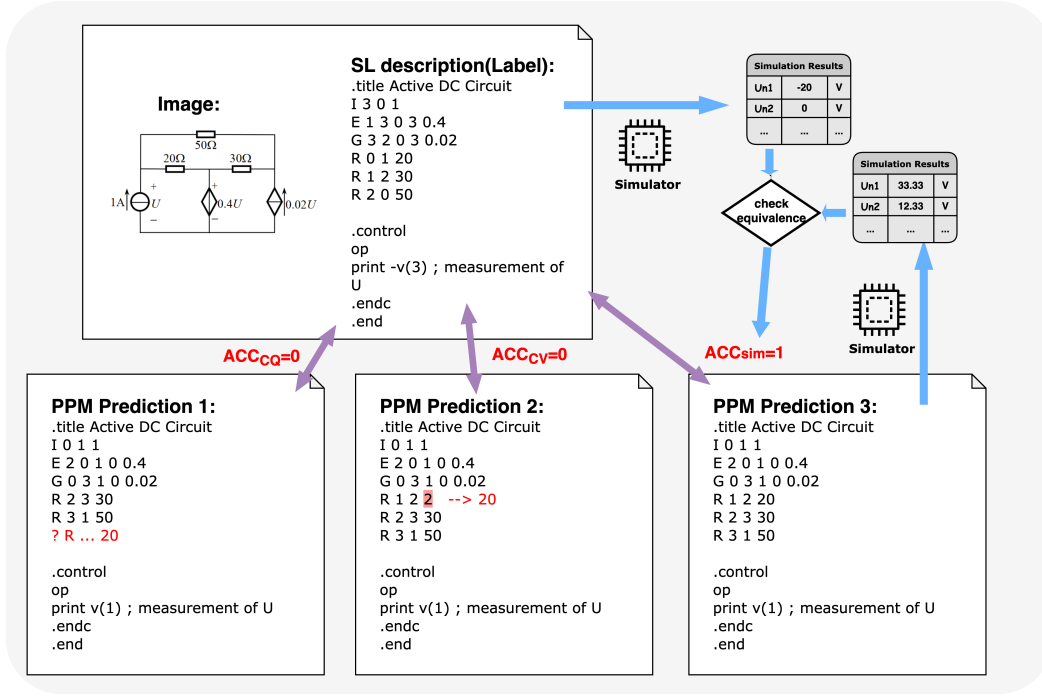 SL description(Label):
.title Active DC Circuit
I 3 0 1
E 1 3 0 3 0.4
G 3 2 0 3 0.02
R 0 1 20
R 1 2 30
R 2 0 50
.control
op
print -v(3) ; measurement of
U
.endc
.end
Image:
50Ω
20Ω
30Ω
1A
+
U
−
+
0.4U
−
0.02U
Simulator
Simulation Results
Un1 -20 V
Un2 0 V
... ... ...
check
equivalence
Simulation Results
Un1 33.33 V
Un2 12.33 V
... ... ...
Simulator
ACCCQ=0
ACCCV=0
ACCsim=1
PPM Prediction 1:
.title Active DC Circuit
I 0 1 1
E 2 0 1 0 0.4
G 0 3 1 0 0.02
R 2 3 30
R 3 1 50
? R ... 20
.control
op
print v(1) ; measurement of U
.endc
.end
PPM Prediction 2:
.title Active DC Circuit
I 0 1 1
E 2 0 1 0 0.4
G 0 3 1 0 0.02
R 1 2 2 --> 20
R 2 3 30
R 3 1 50
.control
op
print v(1) ; measurement of U
.endc
.end
PPM Prediction 3:
.title Active DC Circuit
I 0 1 1
E 2 0 1 0 0.4
G 0 3 1 0 0.02
R 1 2 20
R 2 3 30
R 3 1 50
.control
op
print v(1) ; measurement of U
.endc
.end